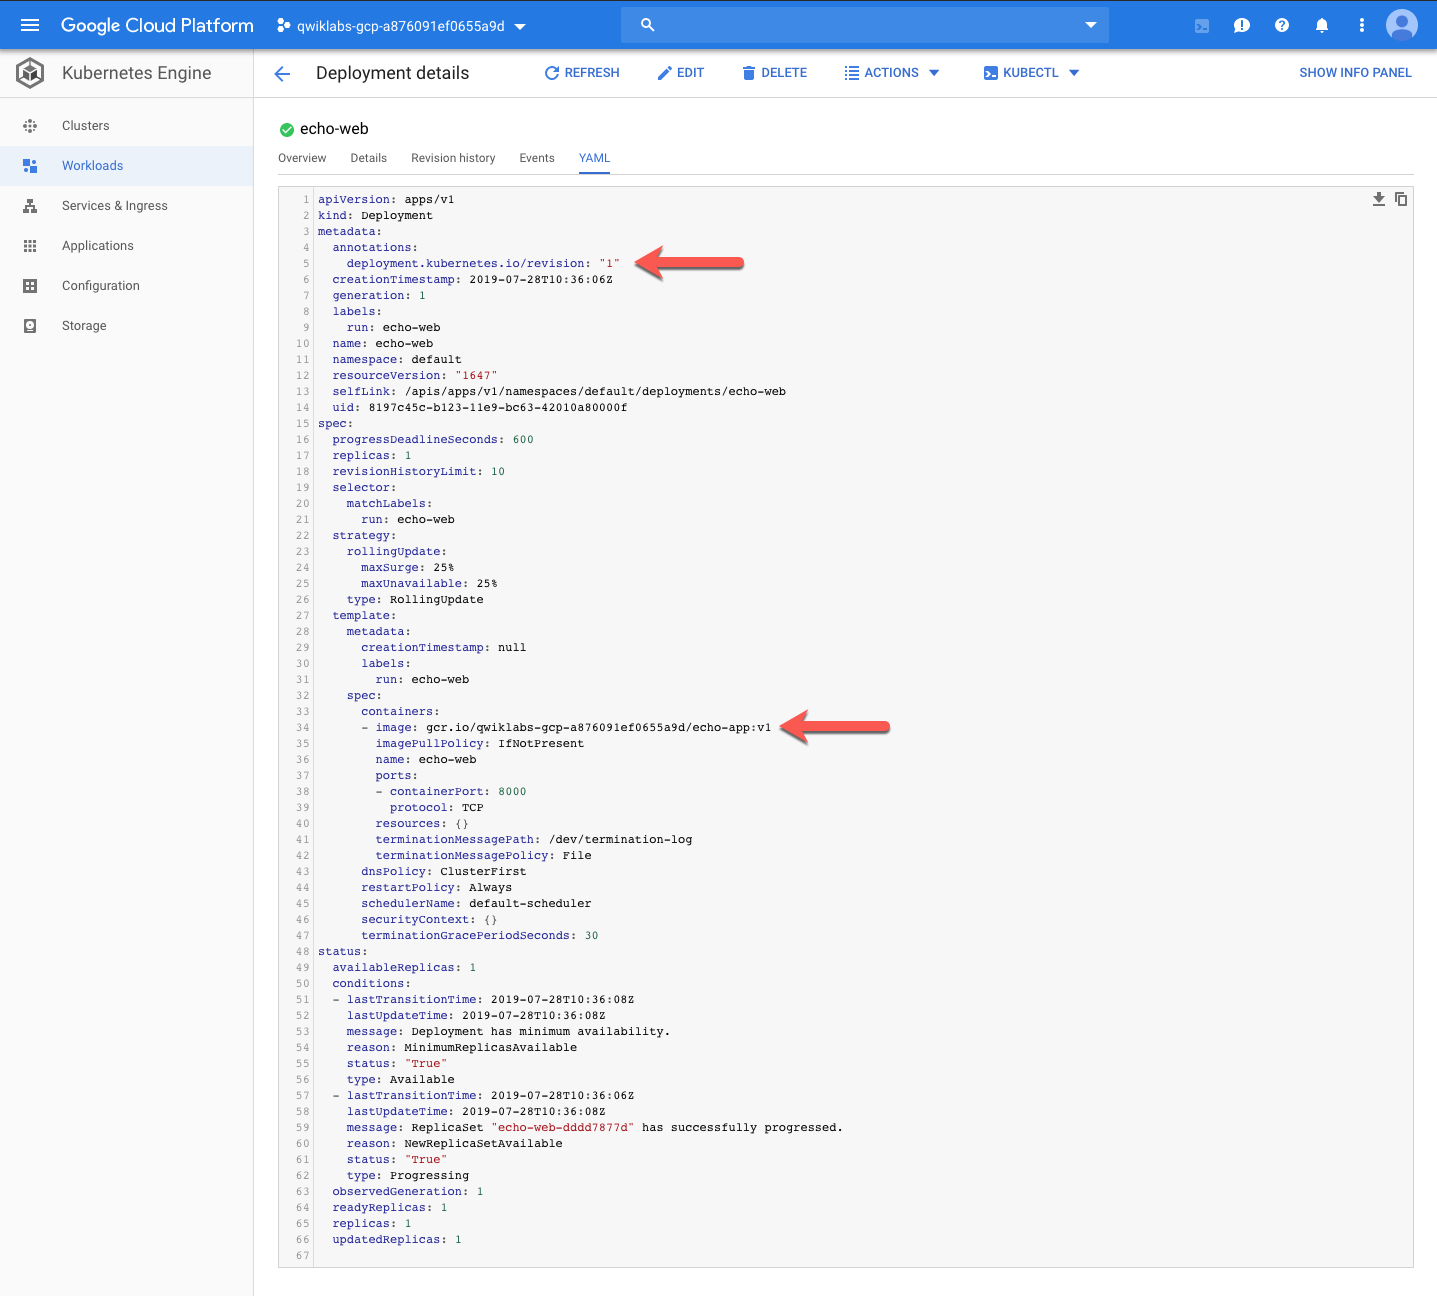 Google Cloud Platform
qwiklabs-gcp-a876091ef0655a9d
Kubernetes Engine
Deployment details
REFRESH
EDIT
DELETE
ACTIONS
KUBECTL
SHOW INFO PANEL
Clusters
Workloads
Services & Ingress
Applications
Configuration
Storage
echo-web
Overview Details Revision history Events YAML
1 apiVersion: apps/v1
2 kind: Deployment
3 metadata:
4 annotations:
5 deployment.kubernetes.io/revision: "1"
6 creationTimestamp: 2019-07-28T10:36:06Z
7 generation: 1
8 labels:
9 run: echo-web
10 name: echo-web
11 namespace: default
12 resourceVersion: "1647"
13 selfLink: /apis/apps/v1/namespaces/default/deployments/echo-web
14 uid: 8197c45c-b123-11e9-bc63-42010a80000f
15 spec:
16 progressDeadlineSeconds: 600
17 replicas: 1
18 revisionHistoryLimit: 10
19 selector:
20 matchLabels:
21 run: echo-web
22 strategy:
23 rollingUpdate:
24 maxSurge: 25%
25 maxUnavailable: 25%
26 type: RollingUpdate
27 template:
28 metadata:
29 creationTimestamp: null
30 labels:
31 run: echo-web
32 spec:
33 containers:
34 - image: gcr.io/qwiklabs-gcp-a876091ef0655a9d/echo-app:v1
35 imagePullPolicy: IfNotPresent
36 name: echo-web
37 ports:
38 - containerPort: 8000
39 protocol: TCP
40 resources: {}
41 terminationMessagePath: /dev/termination-log
42 terminationMessagePolicy: File
43 dnsPolicy: ClusterFirst
44 restartPolicy: Always
45 schedulerName: default-scheduler
46 securityContext: {}
47 terminationGracePeriodSeconds: 30
48 status:
49 availableReplicas: 1
50 conditions:
51 - lastTransitionTime: 2019-07-28T10:36:08Z
52 lastUpdateTime: 2019-07-28T10:36:08Z
53 message: Deployment has minimum availability.
54 reason: MinimumReplicasAvailable
55 status: "True"
56 type: Available
57 - lastTransitionTime: 2019-07-28T10:36:06Z
58 lastUpdateTime: 2019-07-28T10:36:08Z
59 message: ReplicaSet "echo-web-dddd7877d" has successfully progressed.
60 reason: NewReplicaSetAvailable
61 status: "True"
62 type: Progressing
63 observedGeneration: 1
64 readyReplicas: 1
65 replicas: 1
66 updatedReplicas: 1
67